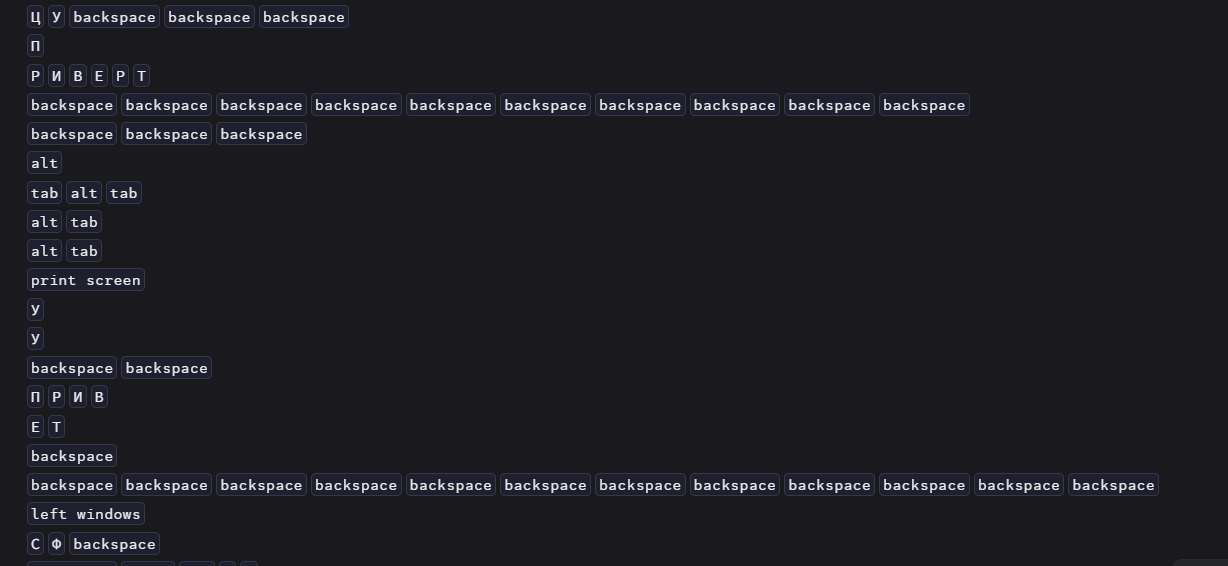 Ц У backspace backspace backspace
П
Р И В Е Р Т
backspace backspace backspace backspace backspace backspace backspace backspace backspace backspace
backspace backspace backspace
alt
tab alt tab
alt tab
alt tab
print screen
У
У
backspace backspace
П Р И В
Е Т
backspace
backspace backspace backspace backspace backspace backspace backspace backspace backspace backspace backspace backspace
left windows
С Ф backspace